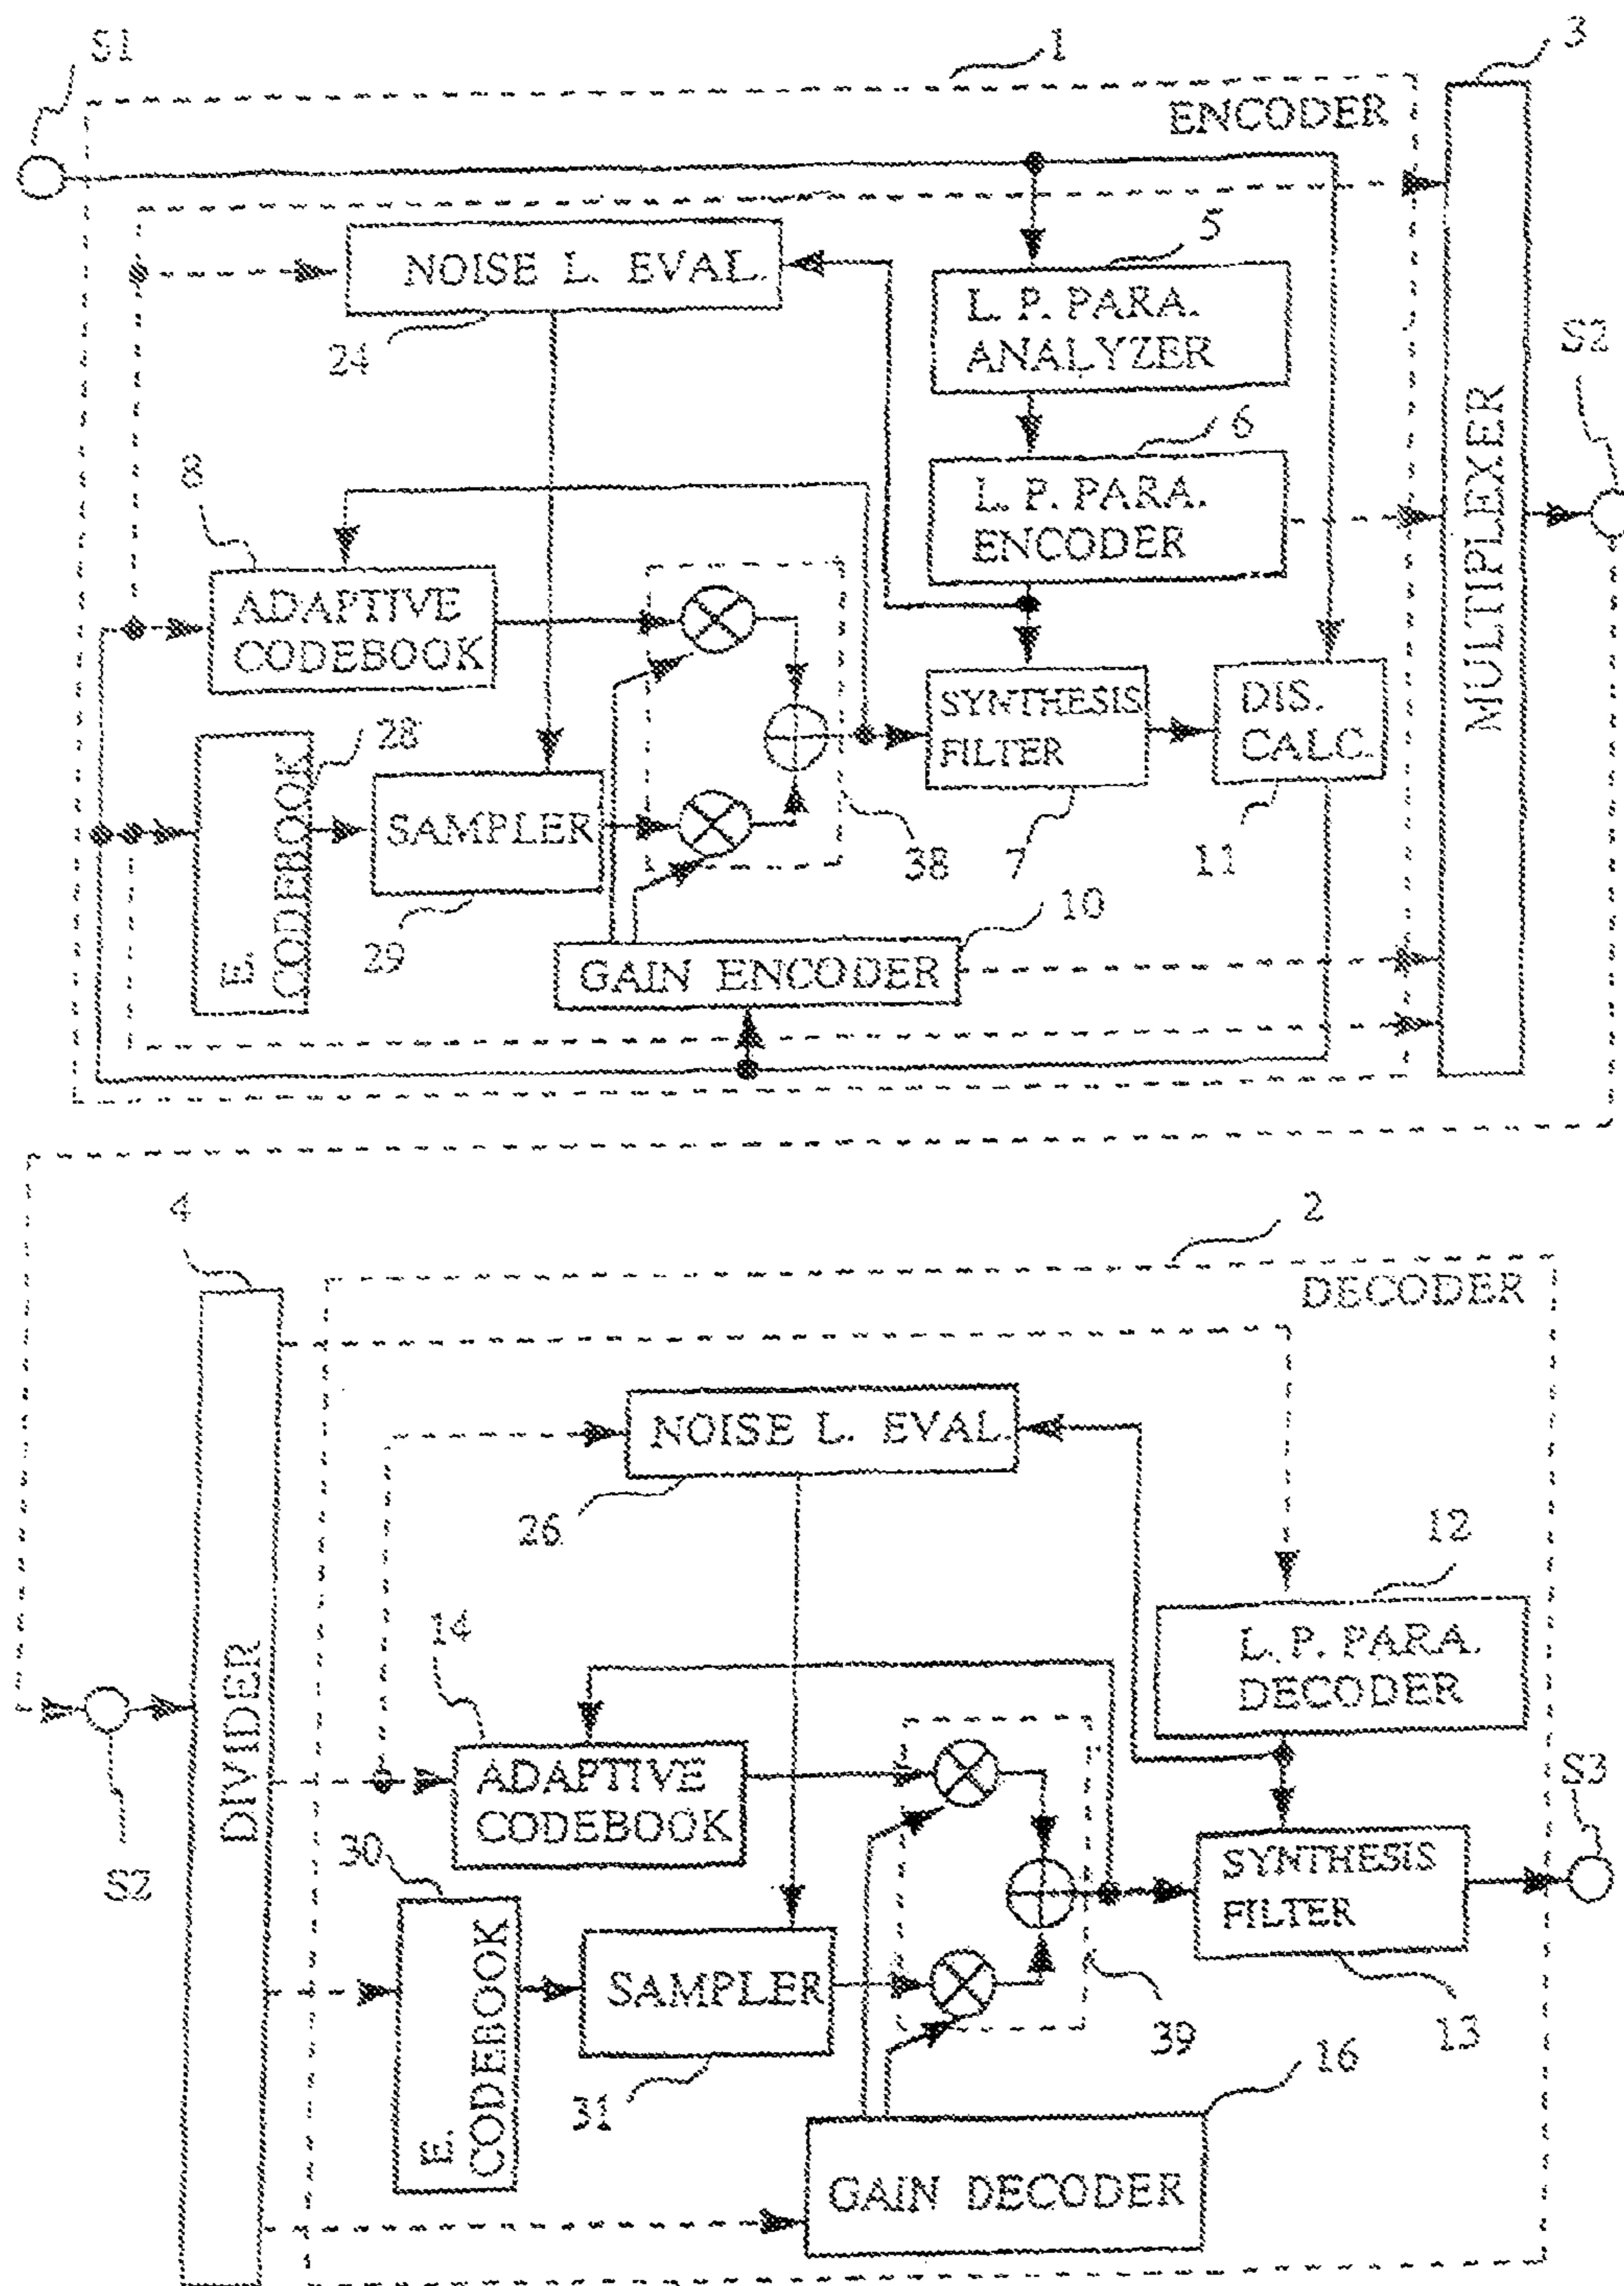 S1
1
3
ENCODER
5
NOISE L. EVAL.
L. P. PARA.
ANALYZER
24
S2
6
8
L. P. PARA.
ENCODER
MULTIPLEXER
ADAPTIVE
CODEBOOK
28
SYNTHESIS
FILTER
DIS.
CALC.
E.
CODEBOOK
SAMPLER
38
7
11
29
10
GAIN ENCODER
4
2
DECODER
NOISE L. EVAL.
26
12
14
L. P. PARA.
DECODER
DIVIDER
ADAPTIVE
CODEBOOK
S3
S2
30
SYNTHESIS
FILTER
E.
CODEBOOK
SAMPLER
39
13
16
31
GAIN DECODER